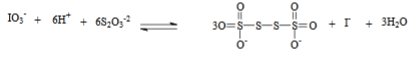 IO₃⁻ + 6H⁺ + 6S₂O₃⁻² ⇌ 3O=S–S–S–S=O + I⁻ + 3H₂O
O O
O⁻ O⁻